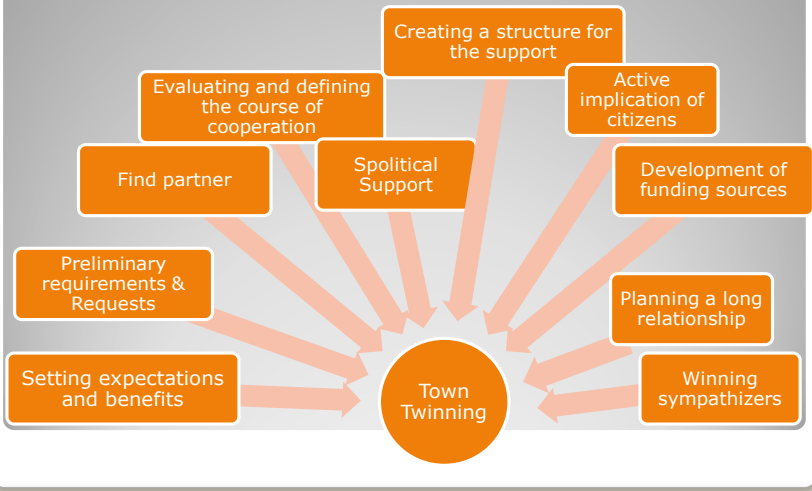 Creating a structure for
the support
Evaluating and defining
the course of
cooperation
Active
implication of
citizens
Find partner
Spolitical
Support
Development of
funding sources
Preliminary
requirements &
Requests
Planning a long
relationship
Setting expectations
and benefits
Town
Twinning
Winning
sympathizers